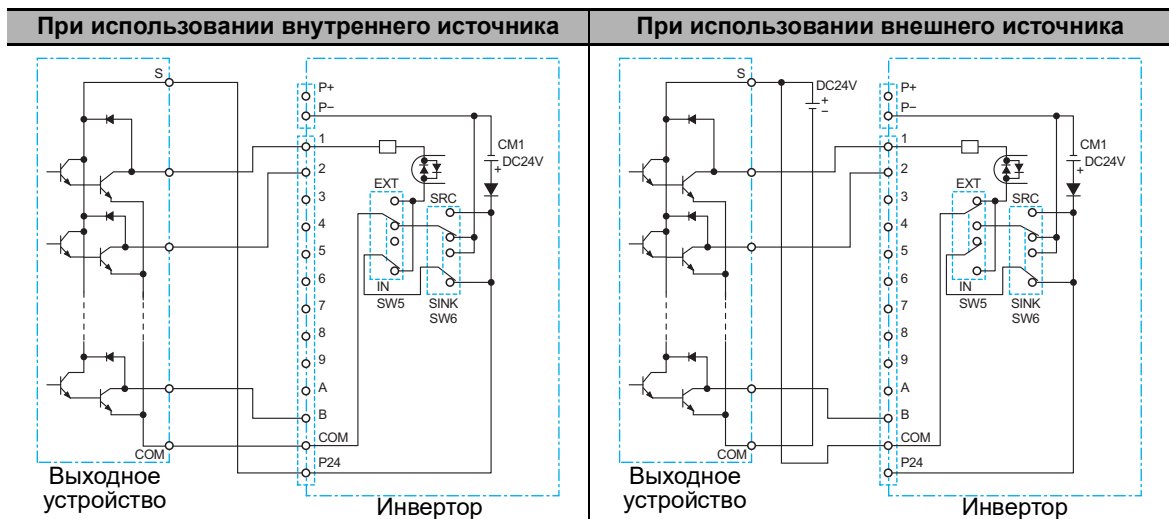 При использовании внутреннего источника
S
P+
P−
1
2
3
4
5
6
7
8
9
A
B
COM
P24
CM1
DC24V
+
EXT
SRC
IN
SW5
SINK
SW6
COM
Выходное
устройство
Инвертор
При использовании внешнего источника
S
DC24V
+
−
P+
P−
1
2
3
4
5
6
7
8
9
A
B
COM
P24
CM1
DC24V
+
EXT
SRC
IN
SW5
SINK
SW6
COM
Выходное
устройство
Инвертор